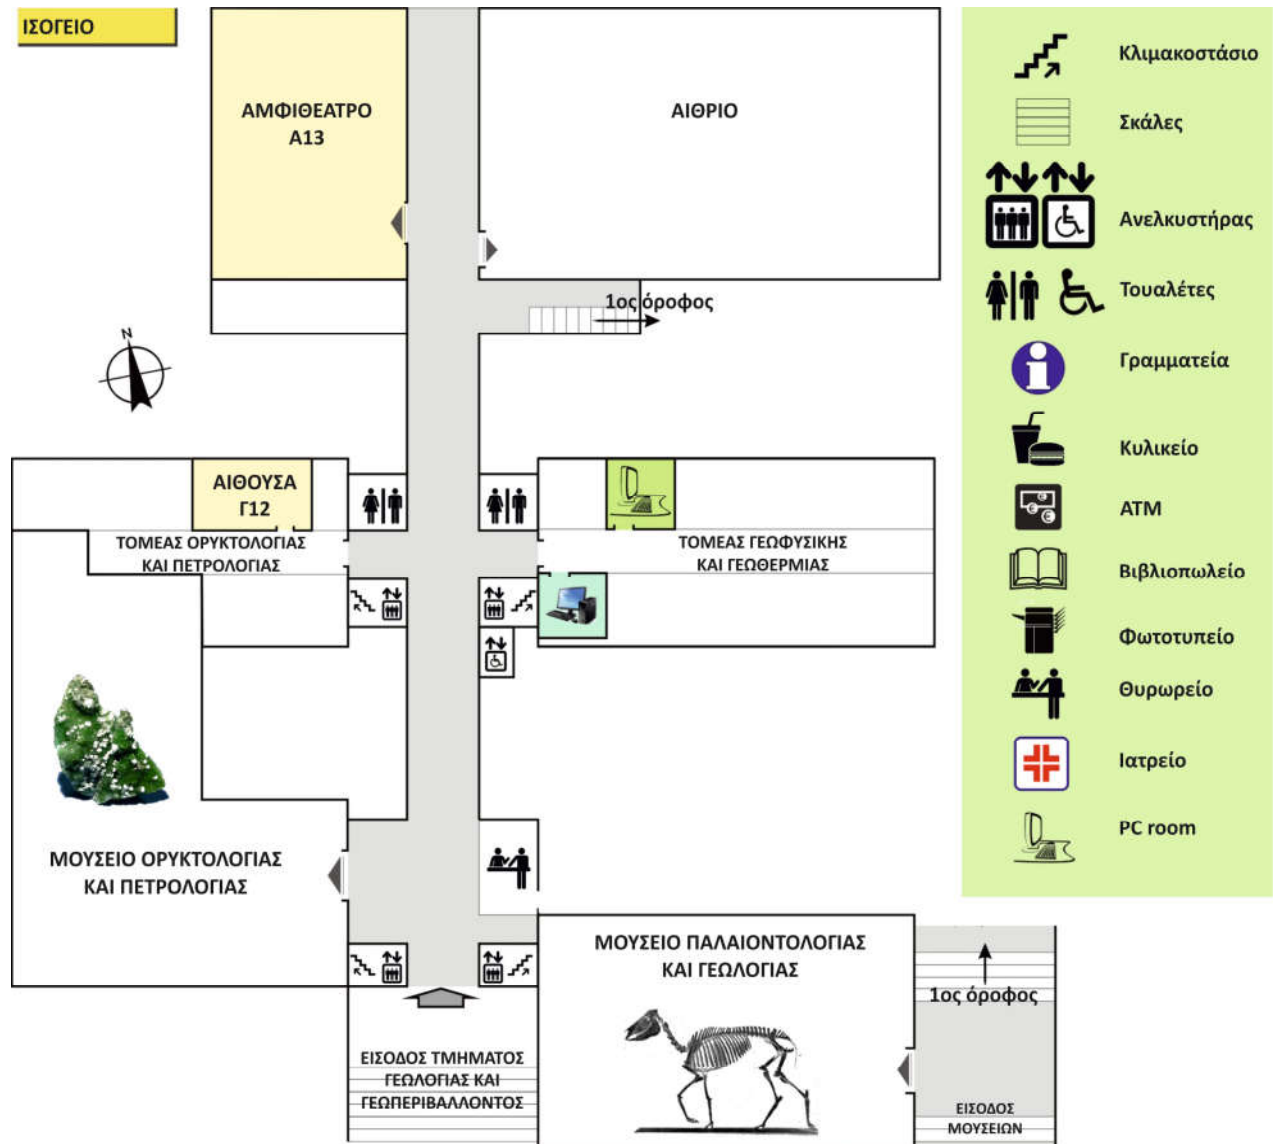 ΙΣΟΓΕΙΟ
ΑΜΦΙΘΕΑΤΡΟ
Α13
ΑΙΘΡΙΟ
1ος όροφος
N
ΑΙΘΟΥΣΑ
Γ12
ΤΟΜΕΑΣ ΟΡΥΚΤΟΛΟΓΙΑΣ
ΚΑΙ ΠΕΤΡΟΛΟΓΙΑΣ
ΤΟΜΕΑΣ ΓΕΩΦΥΣΙΚΗΣ
ΚΑΙ ΓΕΩΘΕΡΜΙΑΣ
ΜΟΥΣΕΙΟ ΟΡΥΚΤΟΛΟΓΙΑΣ
ΚΑΙ ΠΕΤΡΟΛΟΓΙΑΣ
ΜΟΥΣΕΙΟ ΠΑΛΑΙΟΝΤΟΛΟΓΙΑΣ
ΚΑΙ ΓΕΩΛΟΓΙΑΣ
1ος όροφος
ΕΙΣΟΔΟΣ ΤΜΗΜΑΤΟΣ
ΓΕΩΛΟΓΙΑΣ ΚΑΙ
ΓΕΩΠΕΡΙΒΑΛΛΟΝΤΟΣ
ΕΙΣΟΔΟΣ
ΜΟΥΣΕΙΩΝ
Κλιμακοστάσιο
Σκάλες
Ανελκυστήρας
Τουαλέτες
Γραμματεία
Κυλικείο
ATM
Βιβλιοπωλείο
Φωτοτυπείο
Θυρωρείο
Ιατρείο
PC room